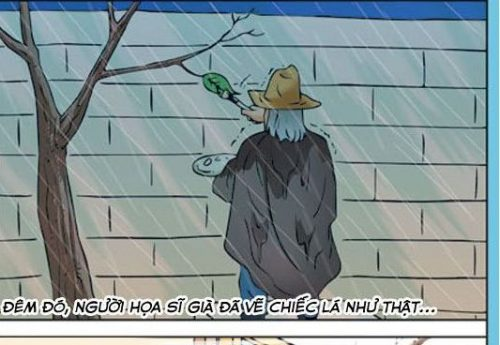 ĐÊM ĐÓ, NGƯỜI HỌA SĨ GIÀ ĐÃ VẼ CHIẾC LÁ NHƯ THẬT...